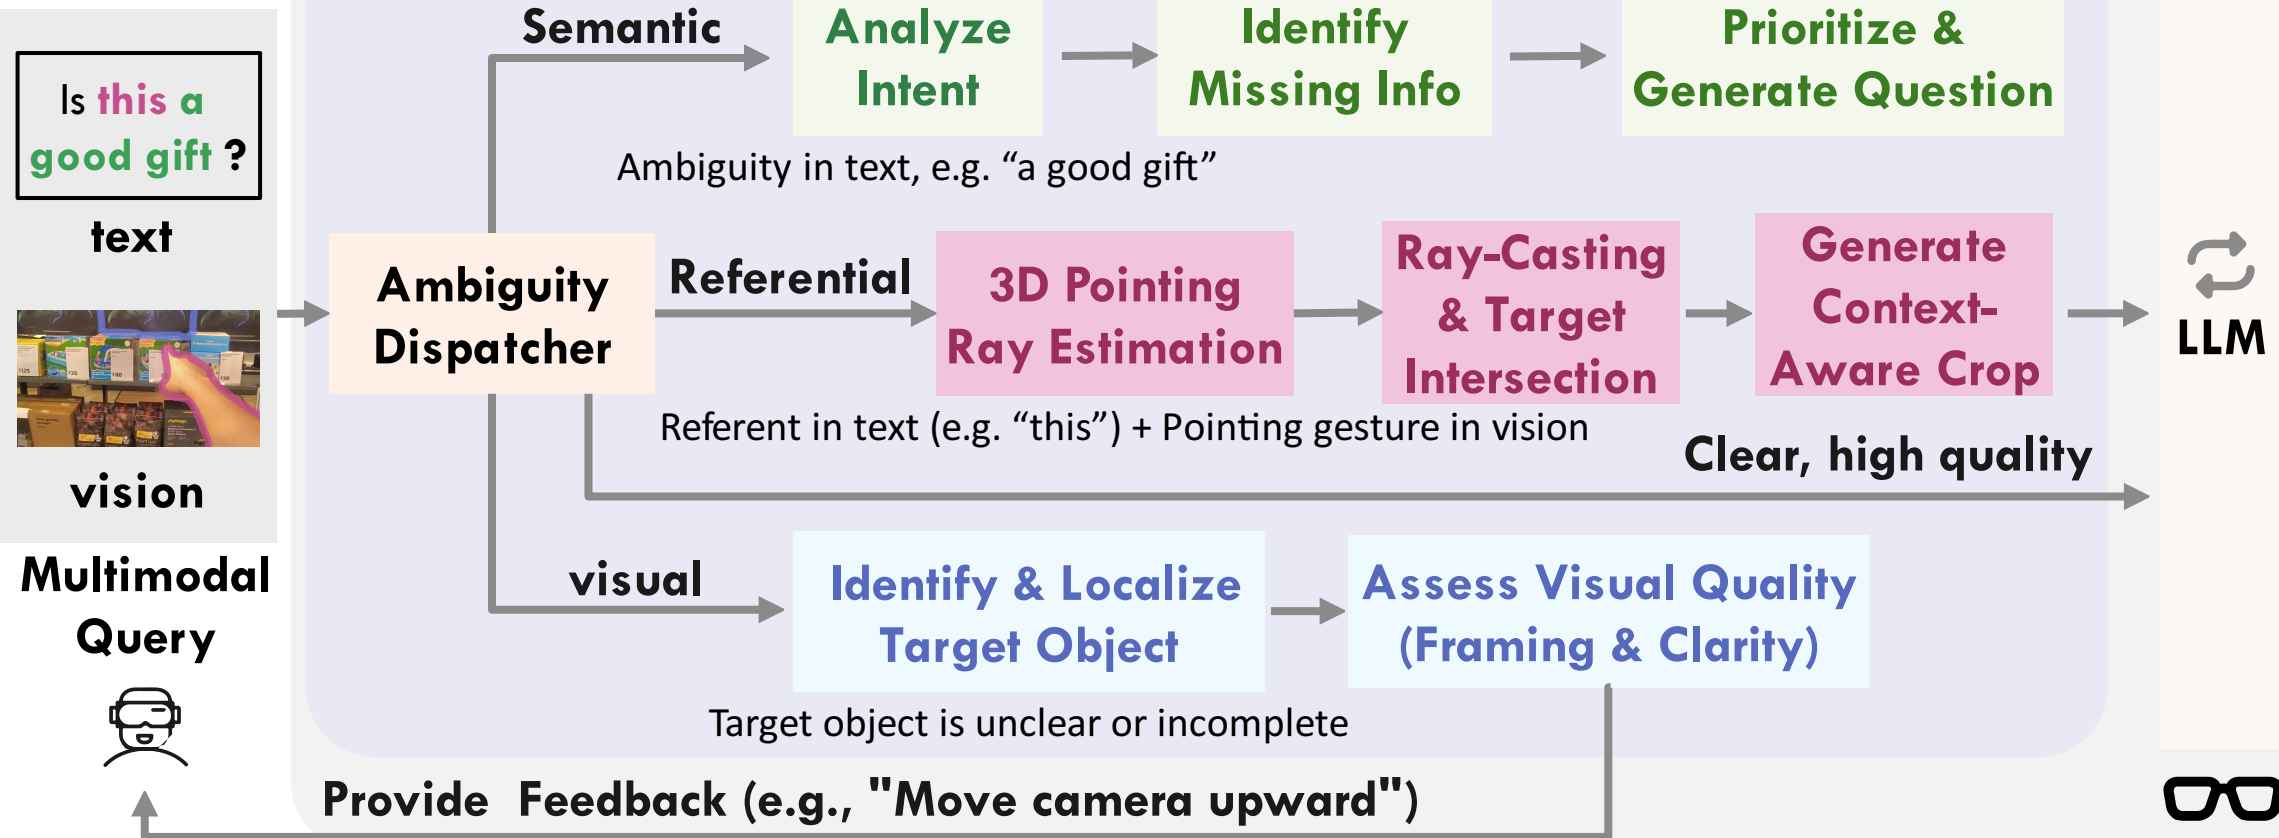 Is this a
good gift ?
text
vision
Multimodal
Query
Ambiguity
Dispatcher
Semantic
Analyze
Intent
Identify
Missing Info
Prioritize &
Generate Question
Ambiguity in text, e.g. “a good gift”
Referential
3D Pointing
Ray Estimation
Ray-Casting
& Target
Intersection
Generate
Context-
Aware Crop
Referent in text (e.g. “this”) + Pointing gesture in vision
Clear, high quality
visual
Identify & Localize
Target Object
Assess Visual Quality
(Framing & Clarity)
Target object is unclear or incomplete
Provide Feedback (e.g., "Move camera upward")
LLM